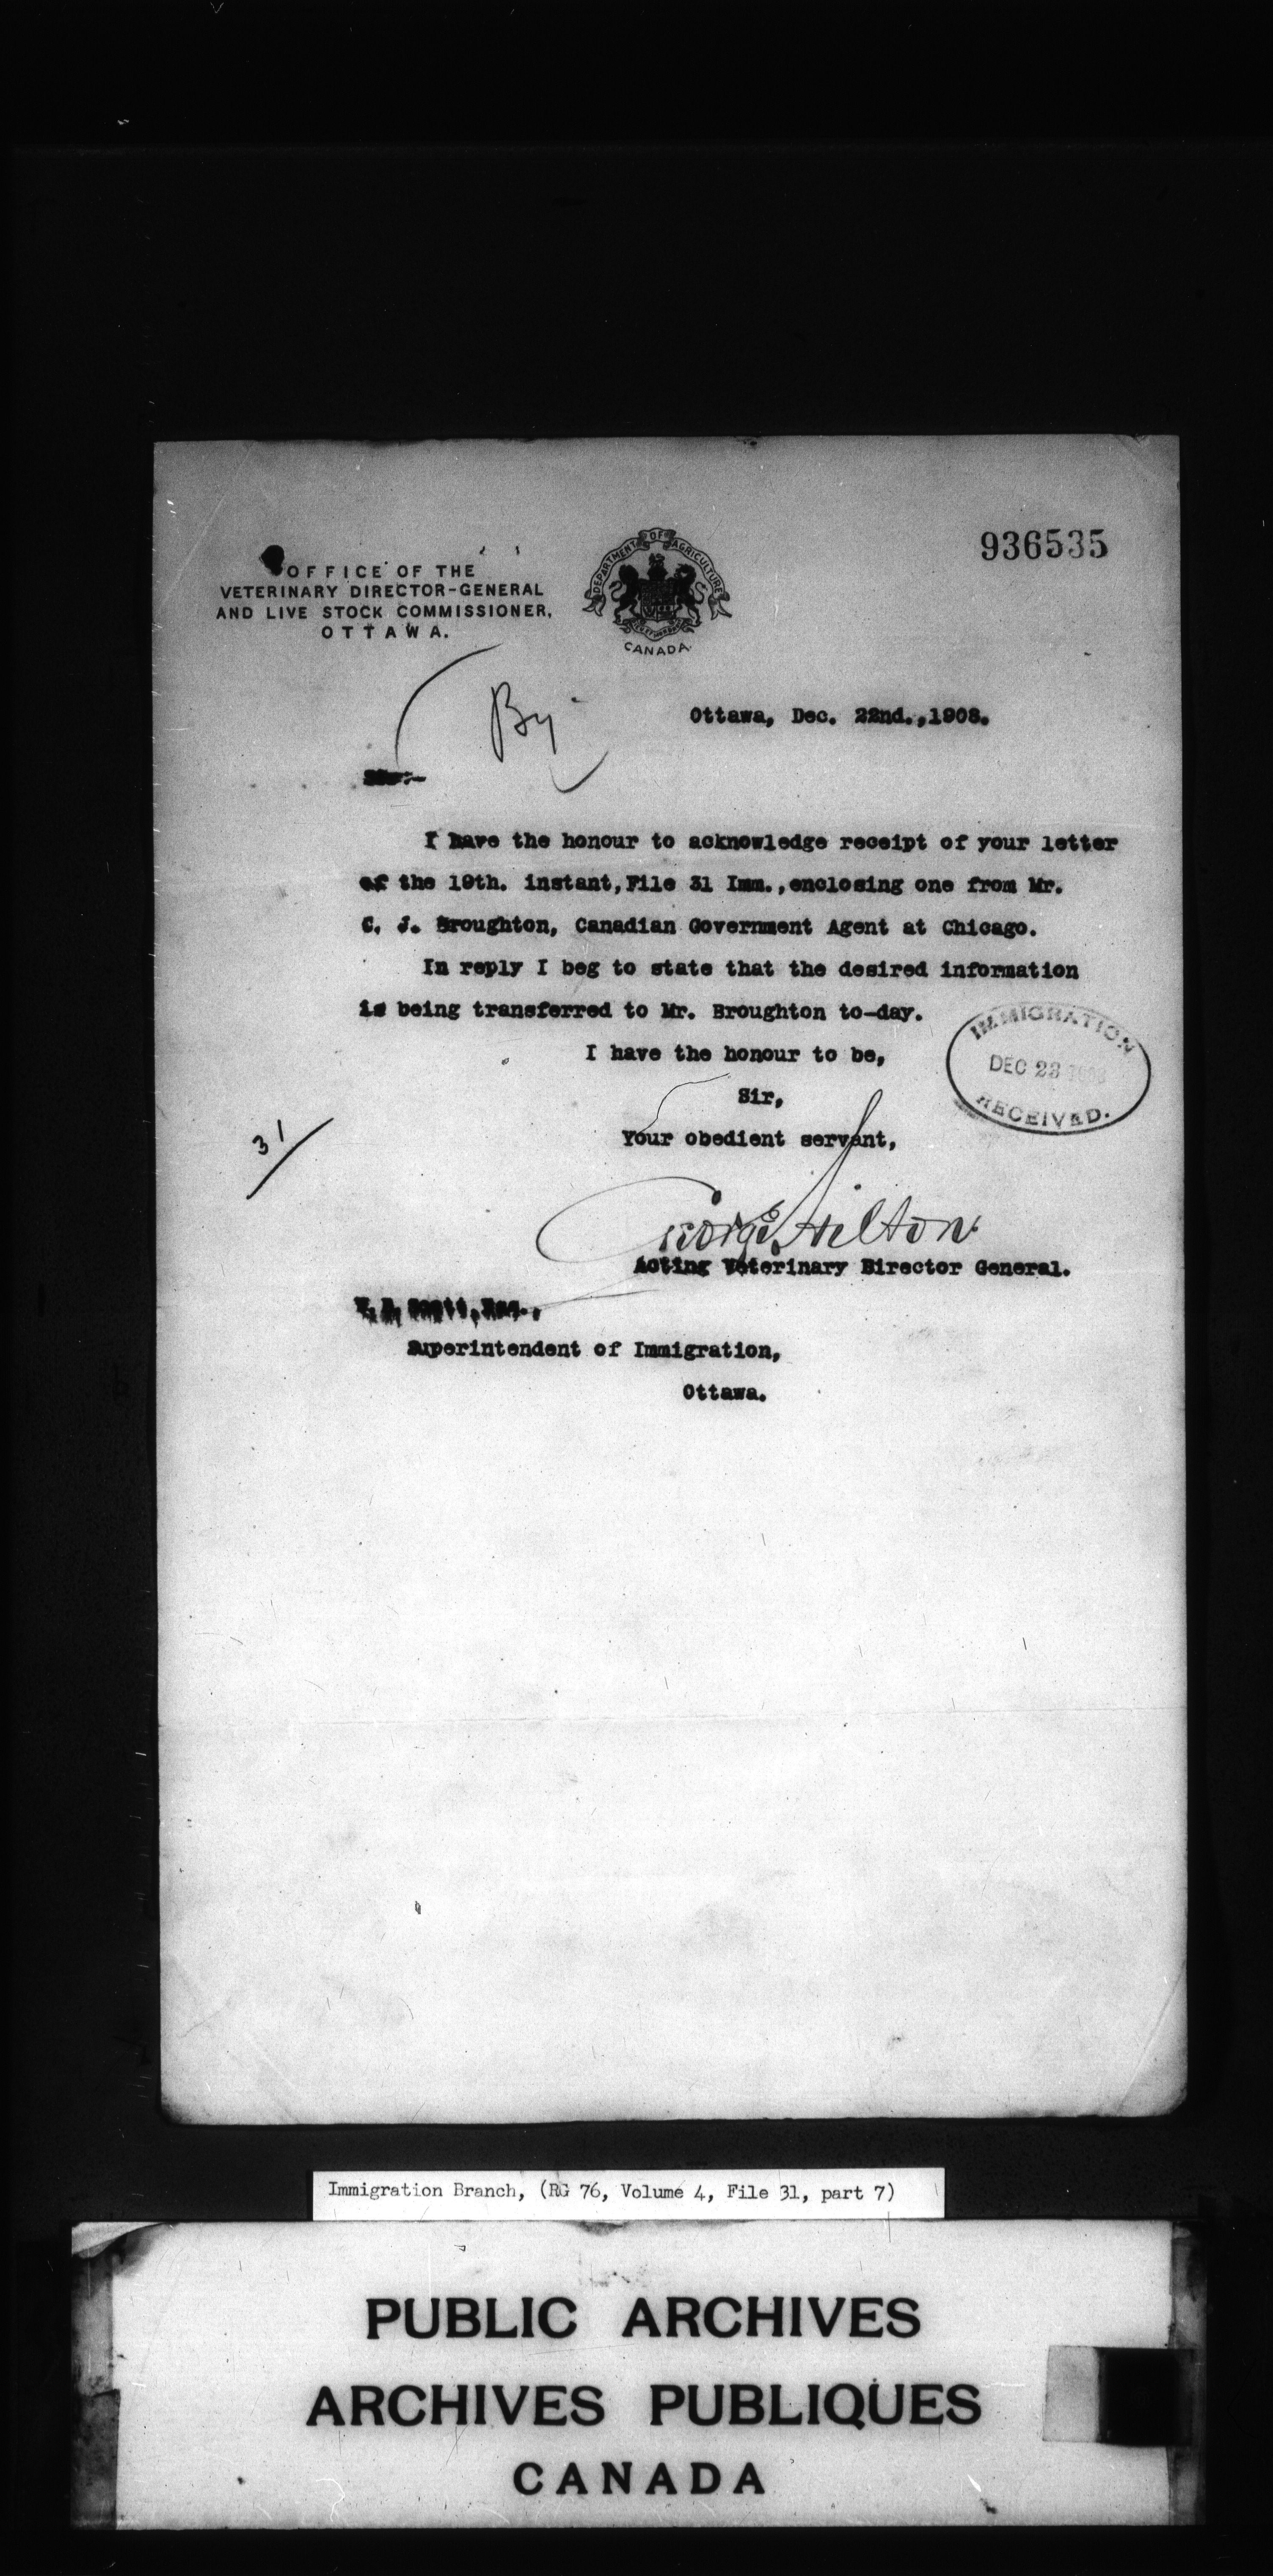 936535
OFFICE OF THE
VETERINARY DIRECTOR-GENERAL
AND LIVE STOCK COMMISSIONER,
OTTAWA.
DEPARTMENT OF AGRICULTURE
CANADA
By
Ottawa, Dec. 22nd.,1908.
Sir:-
I have the honour to acknowledge receipt of your letter
of the 19th. instant,File 31 Imm.,enclosing one from Mr.
C. J. Broughton, Canadian Government Agent at Chicago.
In reply I beg to state that the desired information
is being transferred to Mr. Broughton to-day.
I have the honour to be,
Sir,
Your obedient servant,
IMMIGRATION
DEC 23 1908
RECEIVED.
31
George Hilton
Acting Veterinary Director General.
W. D. Scott,Esq.,
Superintendent of Immigration,
Ottawa.
Immigration Branch, (RG 76, Volume 4, File 31, part 7)
PUBLIC ARCHIVES
ARCHIVES PUBLIQUES
CANADA